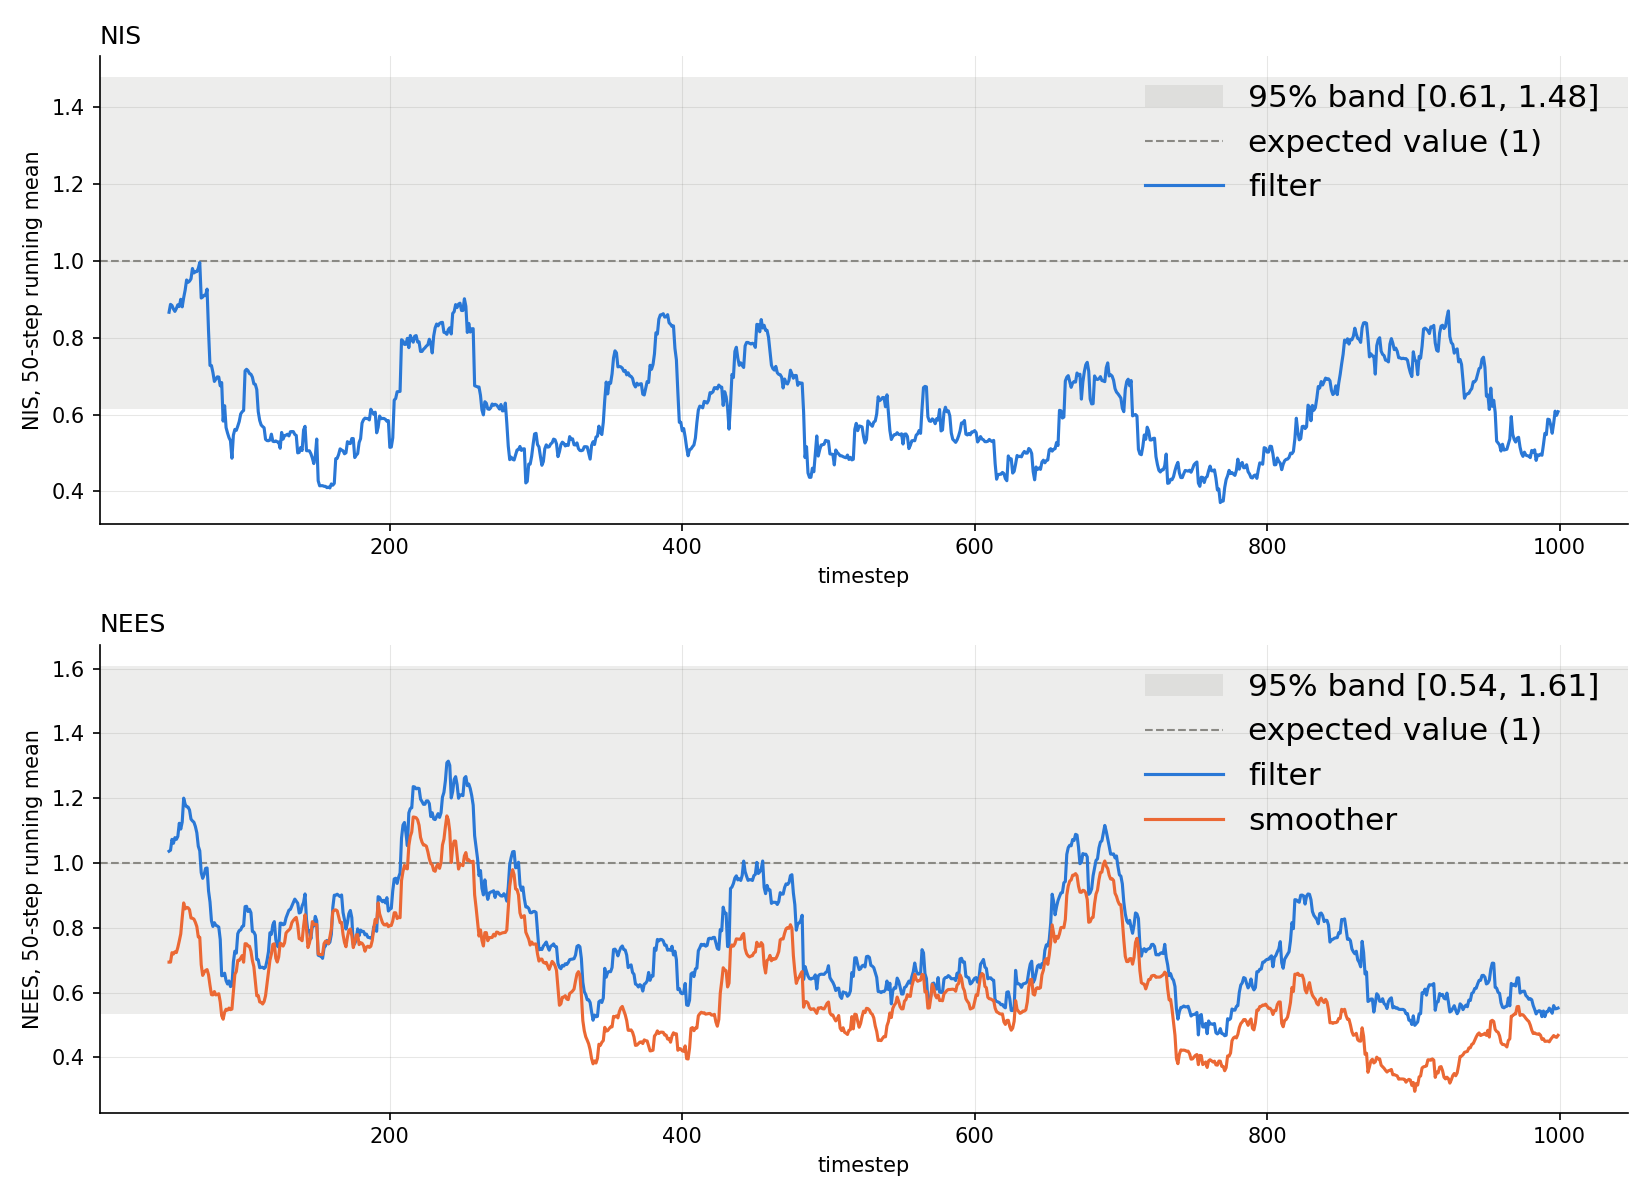 NIS
1.4
1.2
1.0
0.8
0.6
0.4
NIS, 50-step running mean
95% band [0.61, 1.48]
expected value (1)
filter
200
400
600
800
1000
timestep
NEES
1.6
1.4
1.2
1.0
0.8
0.6
0.4
NEES, 50-step running mean
95% band [0.54, 1.61]
expected value (1)
filter
smoother
200
400
600
800
1000
timestep